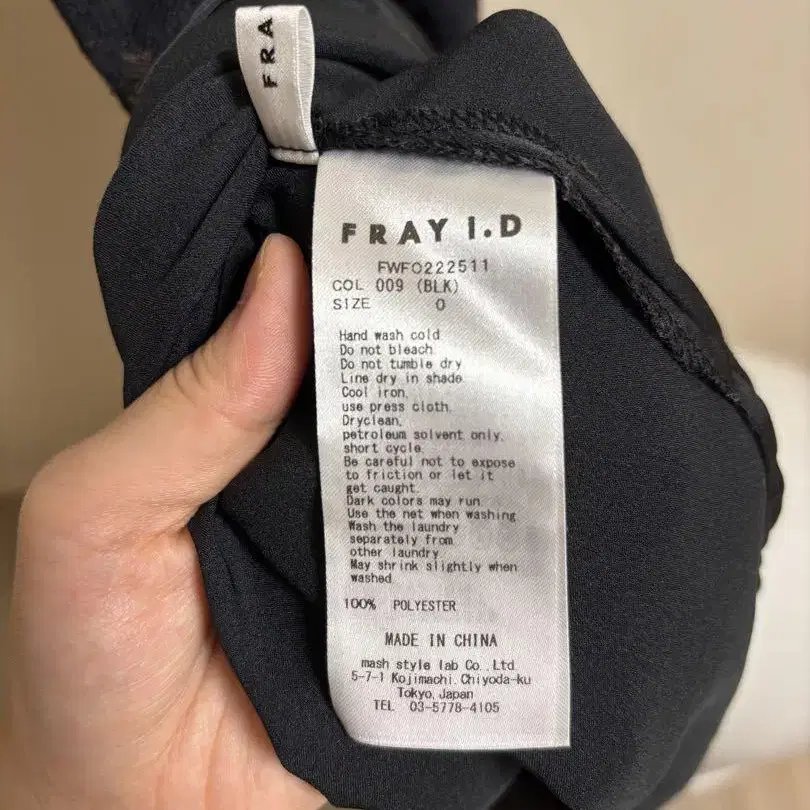 FRA
FRAY I.D
FWFO222511
COL 009 (BLK)
SIZE 0
Hand wash cold
Do not bleach
Do not tumble dry
Line dry in shade
Cool iron,
use press cloth.
Dryclean,
petroleum solvent only,
short cycle.
Be careful not to expose
to friction or let it
get caught.
Dark colors may run
Use the net when washing
Wash the laundry
separately from
other laundry
May shrink slightly when
washed
100% POLYESTER
MADE IN CHINA
mash style lab Co., Ltd
5-7-1 Kojimachi. Chiyoda-ku
Tokyo, Japan
TEL 03-5778-4105